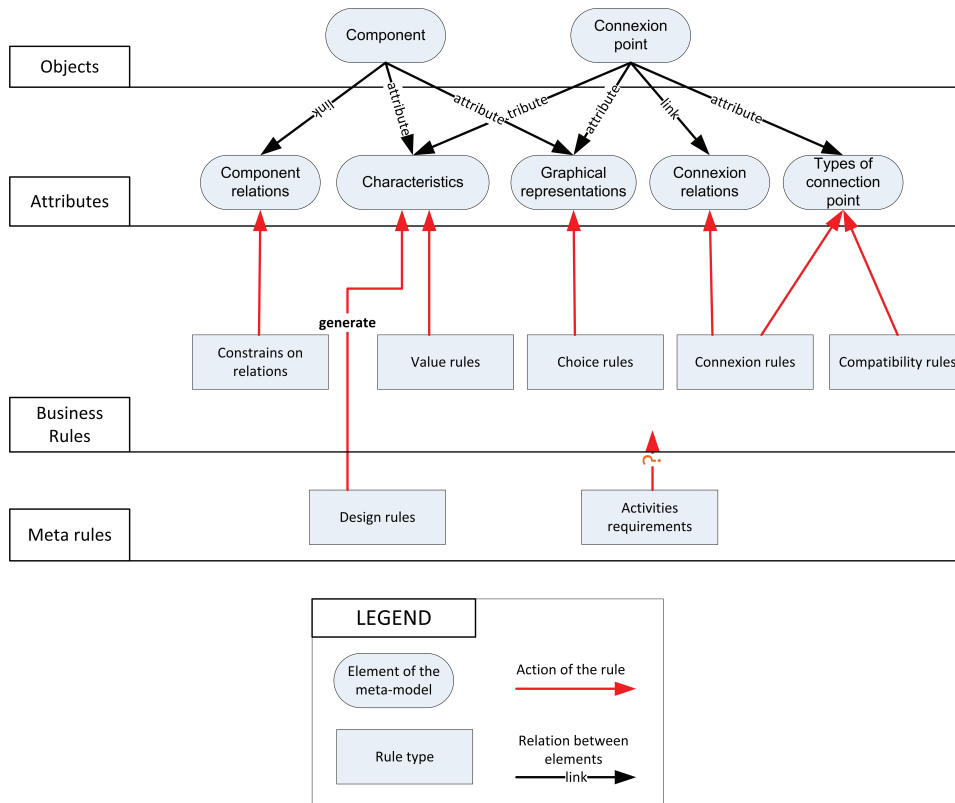 Component
Connexion
point
Objects
link
attribute
attribute
tribute
attribute
link
attribute
Component
relations
Characteristics
Graphical
representations
Connexion
relations
Types of
connection
point
Attributes
generate
Constrains on
relations
Value rules
Choice rules
Connexion rules
Compatibility rules
Business
Rules
¿
Design rules
Activities
requirements
Meta rules
LEGEND
Element of the
meta-model
Action of the rule
Rule type
Relation between
elements
link